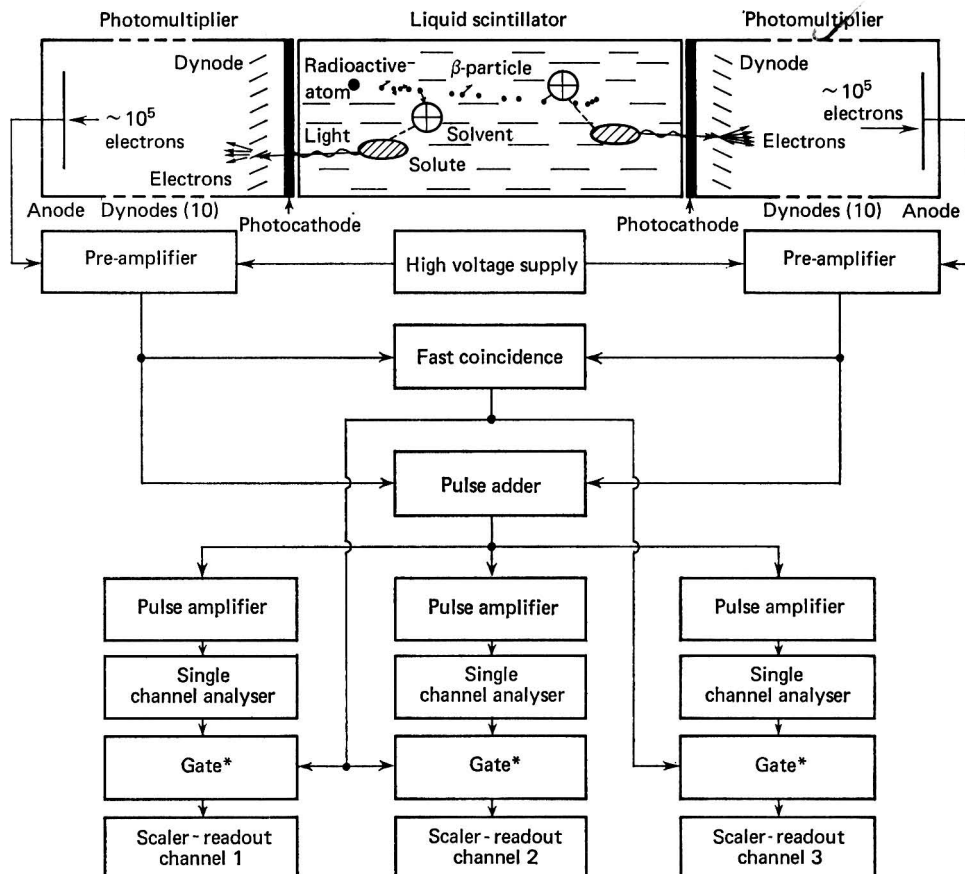 Photomultiplier
Liquid scintillator
Photomultiplier
Dynode
~10⁵
electrons
Electrons
Radioactive-
atom
β-particle
Light
Solvent
Solute
Dynode
~10⁵
electrons
Electrons
Anode
Dynodes (10)
Photocathode
Photocathode
Dynodes (10)
Anode
Pre-amplifier
High voltage supply
Pre-amplifier
Fast coincidence
Pulse adder
Pulse amplifier
Pulse amplifier
Pulse amplifier
Single
channel analyser
Single
channel analyser
Single
channel analyser
Gate*
Gate*
Gate*
Scaler-readout
channel 1
Scaler-readout
channel 2
Scaler-readout
channel 3